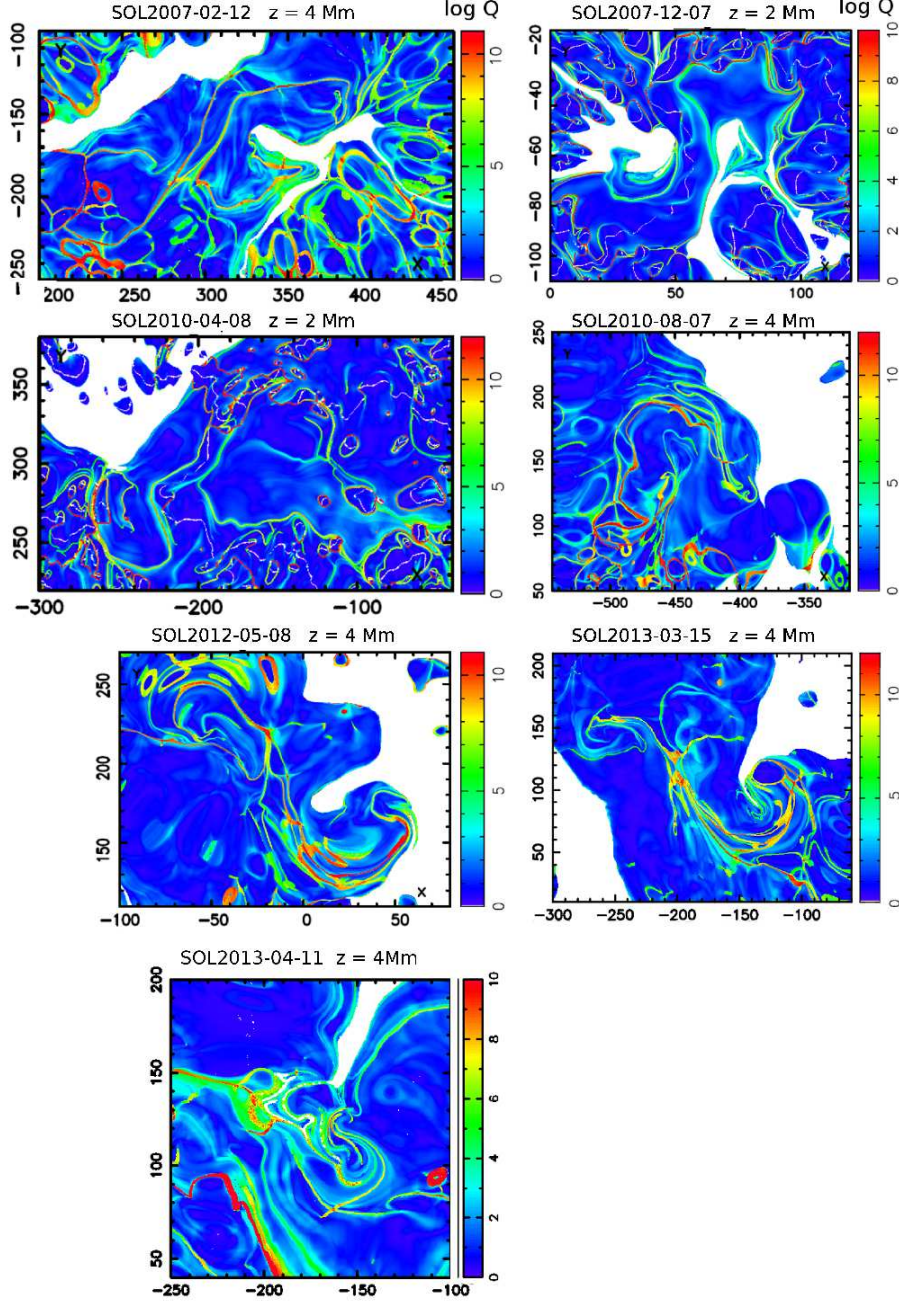 SOL2007-02-12 z = 4 Mm
log Q
-100
-150
-200
-250
200 250 300 350 400 450
Y
X
10
5
0
SOL2007-12-07 z = 2 Mm
log Q
-20
-40
-60
-80
-100
0 50 100
X
10
8
6
4
2
0
SOL2010-04-08 z = 2 Mm
350
300
250
-300 -200 -100
Y
X
10
5
0
SOL2010-08-07 z = 4 Mm
250
200
150
100
50
-500 -450 -400 -350
Y
X
10
5
0
SOL2012-05-08 z = 4 Mm
250
200
150
-100 -50 0 50
Y
X
10
5
0
SOL2013-03-15 z = 4 Mm
200
150
100
50
-300 -250 -200 -150 -100
10
5
0
SOL2013-04-11 z = 4Mm
200
150
100
50
-250 -200 -150 -100
10
8
6
4
2
0